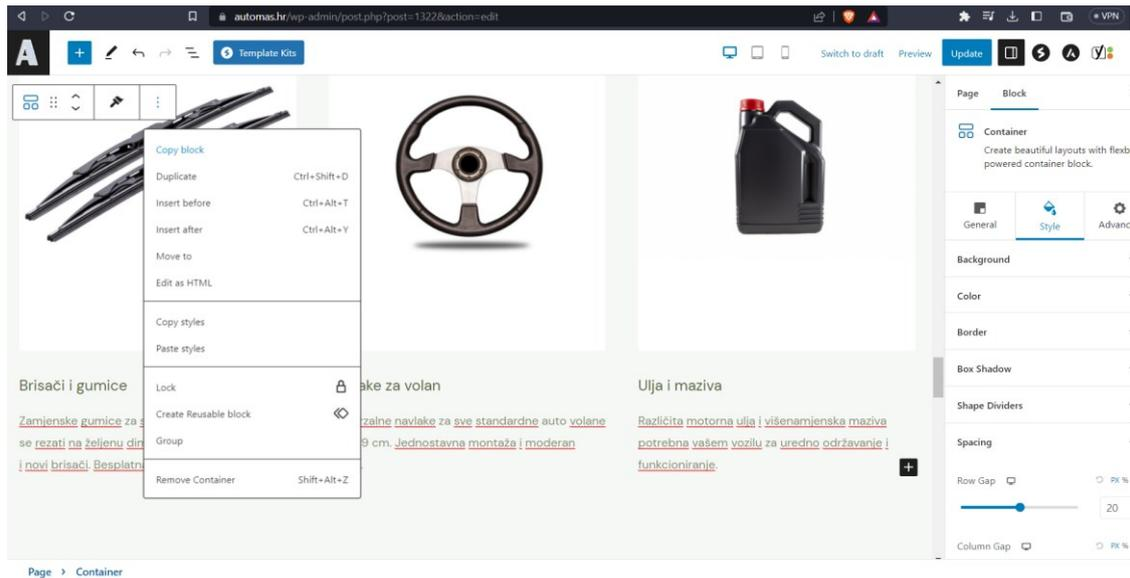 automas.hr/wp-admin/post.php?post=1322&action=edit
VPN
A
Template Kits
Switch to draft
Preview
Update
Page
Block
Container
Create beautiful layouts with flexb
powered container block.
General
Style
Advanc
Background
Color
Border
Box Shadow
Shape Dividers
Spacing
Row Gap
PX %
20
Column Gap
PX %
Copy block
Duplicate Ctrl+Shift+D
Insert before Ctrl+Alt+T
Insert after Ctrl+Alt+Y
Move to
Edit as HTML
Copy styles
Paste styles
Lock
Create Reusable block
Group
Remove Container Shift+Alt+Z
Brisači i gumice
Zamjenske gumice za
se rezati na željenu
i novi brisači.
ake za volan
rzalne navlake za sve standardne auto volane
9 cm. Jednostavna montaža i moderan
Ulja i maziva
Različita motorna ulja i višenamjenska maziva
potrebna vašem vozilu za uredno održavanje i
funkcioniranje.
Page > Container